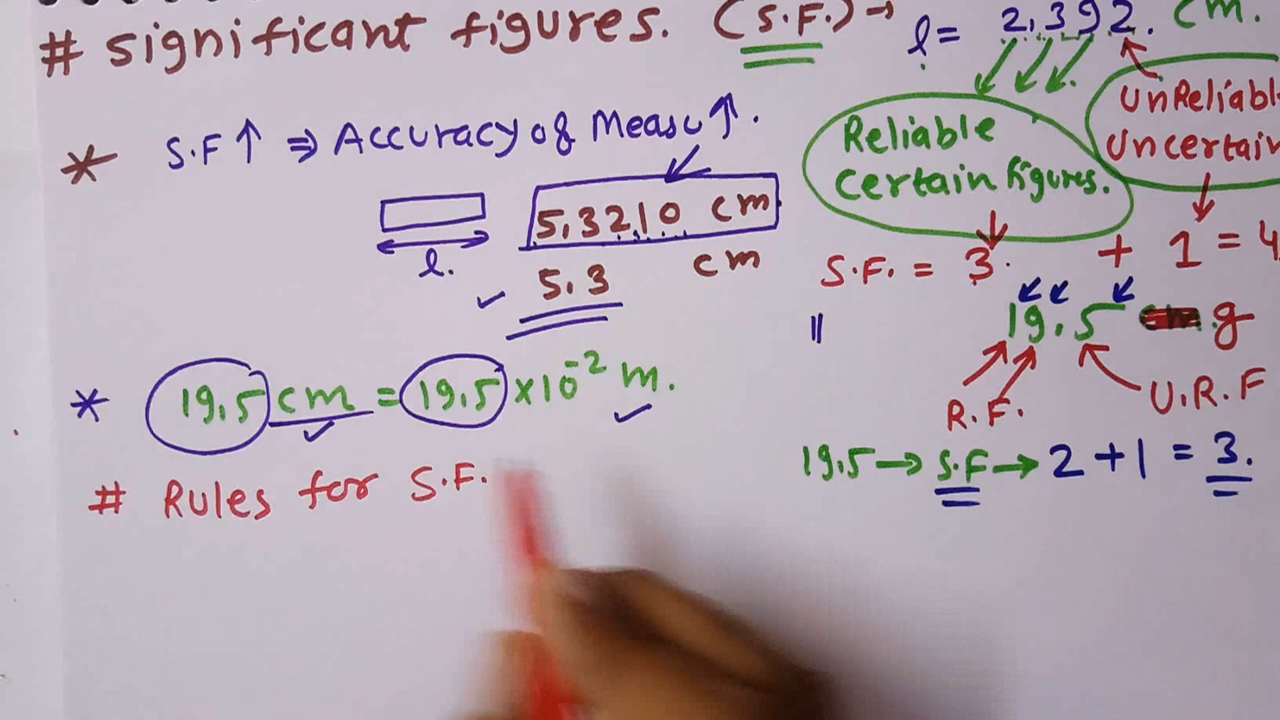 # significant figures. (S.F.) →
l = 2.392. cm.
UnReliabl
Uncertain
Reliable
certain figures.
* S.F ↑ ⇒ Accuracy of Measu ↑.
5.3210 cm
l.
5.3 cm
S.F. = 3. + 1 = 4
19.5 g
R.F.
U.R.F
* 19.5 cm = 19.5 × 10⁻² m.
19.5 → S.F → 2 + 1 = 3.
# Rules for S.F.